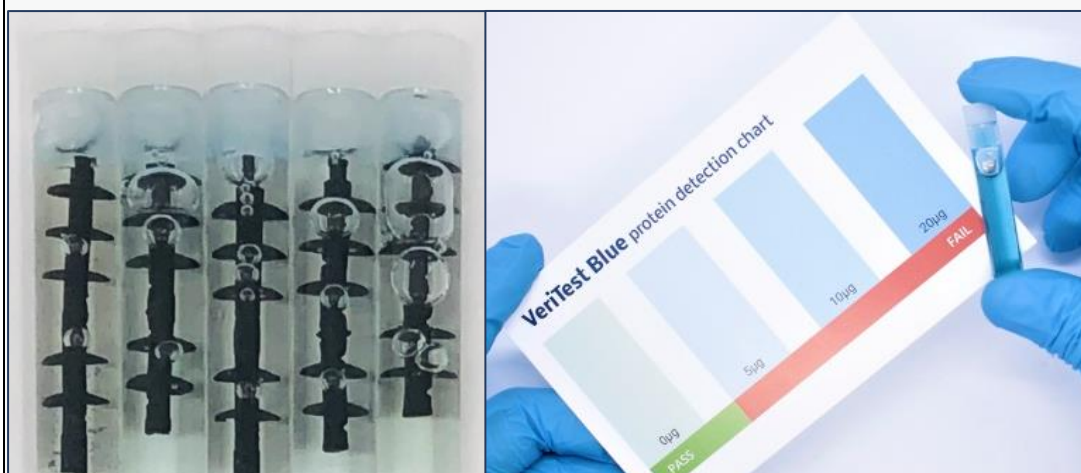 VeriTest Blue protein detection chart
0µg
5µg
10µg
20µg
PASS
FAIL